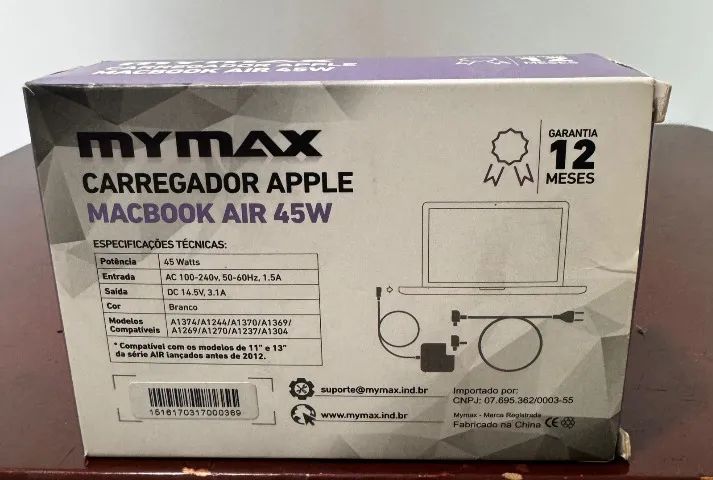 CARREGADOR APPLE
MACBOOK AIR 45W
MYMAX
CARREGADOR APPLE
MACBOOK AIR 45W
GARANTIA
12
MESES
ESPECIFICAÇÕES TÉCNICAS:
Potência 45 Watts
Entrada AC 100-240v, 50-60Hz, 1.5A
Saída DC 14.5V, 3.1A
Cor Branco
Modelos Compatíveis A1374/A1244/A1370/A1369/
A1269/A1270/A1237/A1304
* Compatível com os modelos de 11" e 13"
da série AIR lançados antes de 2012.
1516170317000369
suporte@mymax.ind.br
www.mymax.ind.br
Importado por:
CNPJ: 07.695.362/0003-55
Mymax - Marca Registrada
Fabricado na China CE